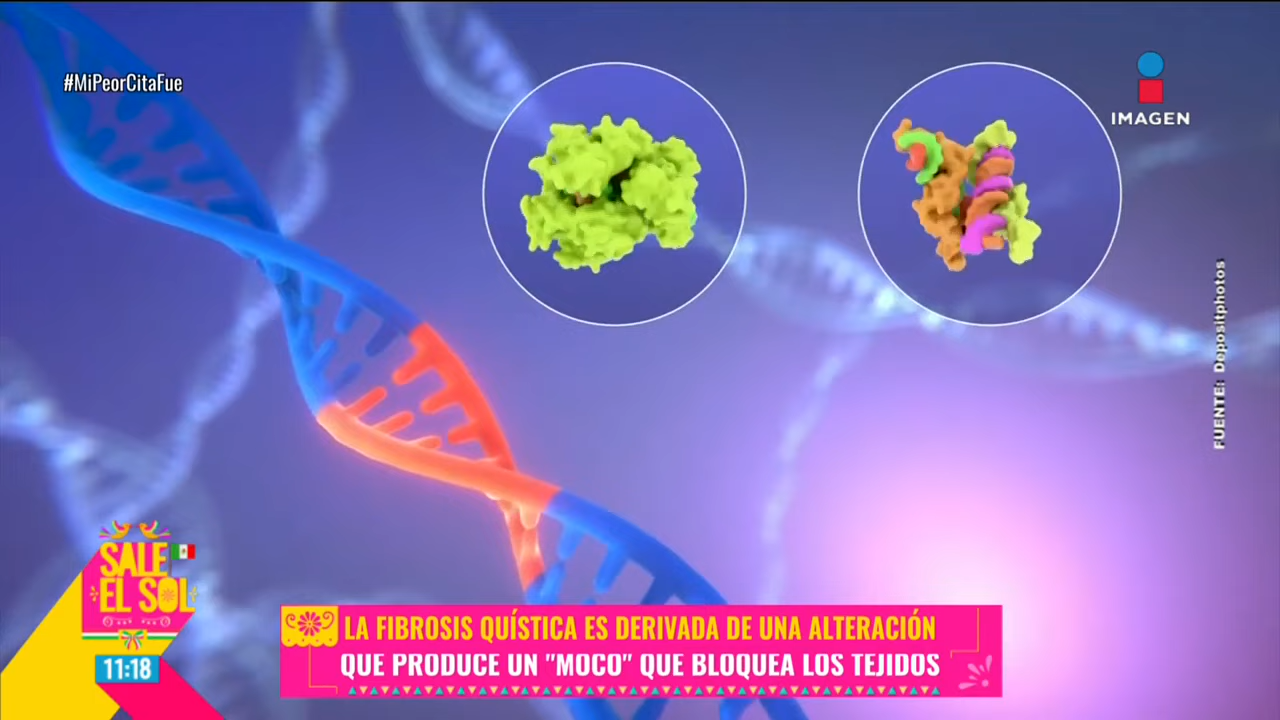 #MiPeorCitaFue
IMAGEN
FUENTE: Depositphotos
SALE
EL SOL
11:18
LA FIBROSIS QUÍSTICA ES DERIVADA DE UNA ALTERACIÓN
QUE PRODUCE UN "MOCO" QUE BLOQUEA LOS TEJIDOS